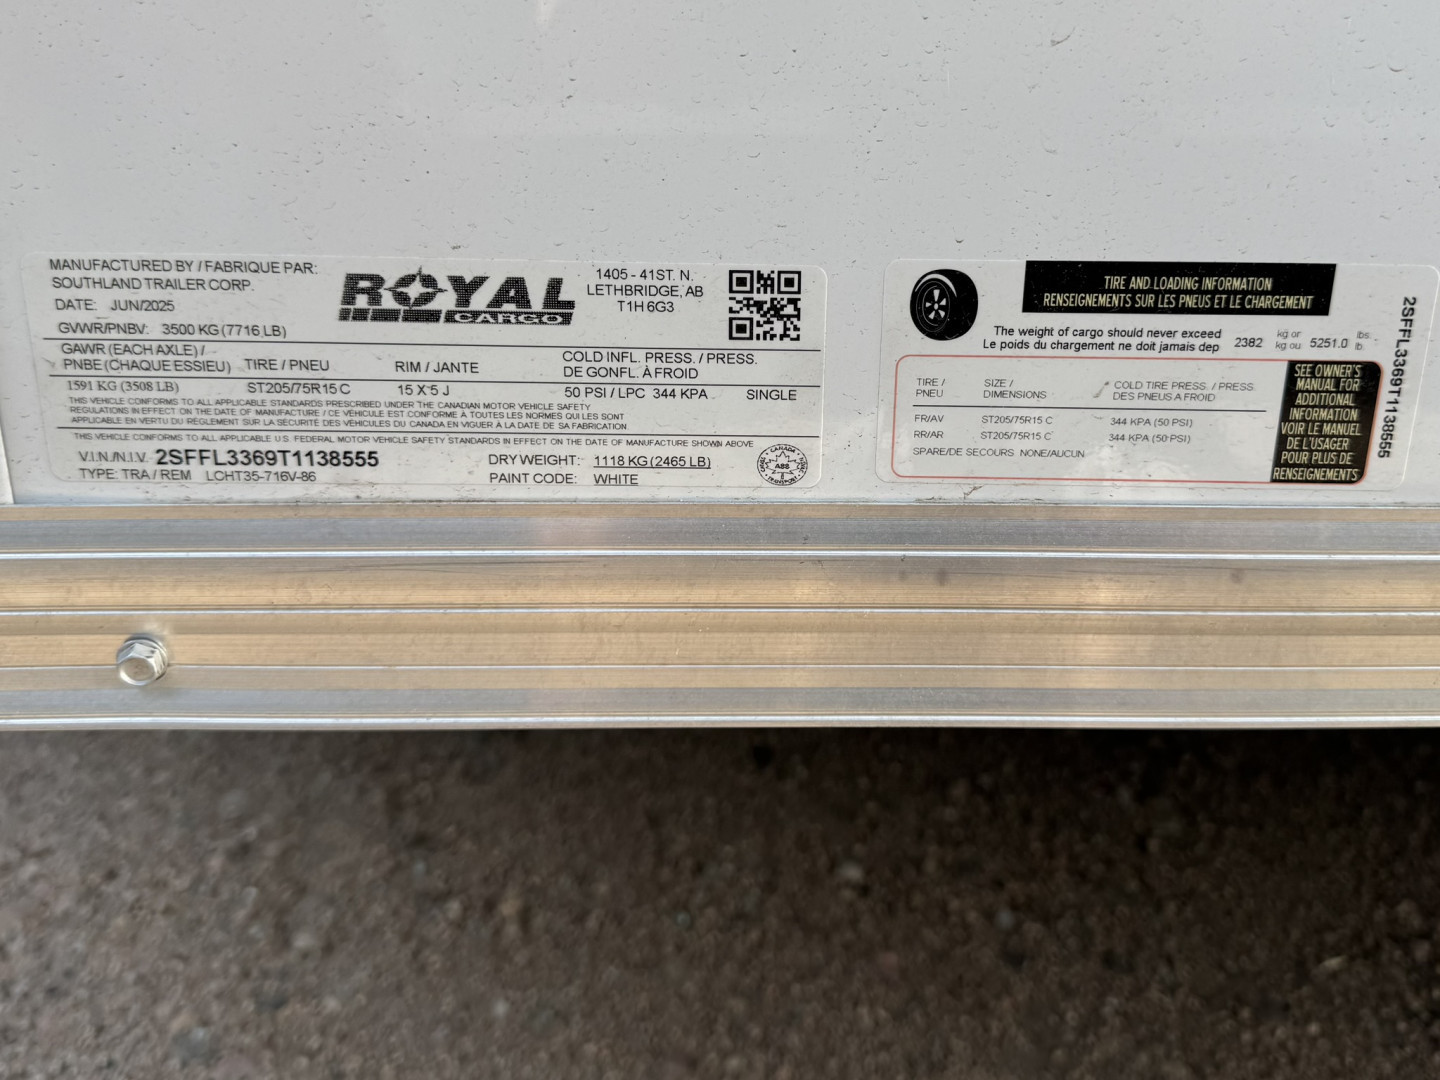 MANUFACTURED BY / FABRIQUE PAR:
SOUTHLAND TRAILER CORP.
DATE: JUN/2025
GVWR/PNBV: 3500 KG (7716 LB)
ROYAL
CARGO
1405 - 41ST. N.
LETHBRIDGE, AB
T1H 6G3
GAWR (EACH AXLE) /
PNBE (CHAQUE ESSIEU) TIRE / PNEU RIM / JANTE COLD INFL. PRESS. / PRESS.
DE GONFL. À FROID
1591 KG (3508 LB) ST205/75R15 C 15 X 5 J 50 PSI / LPC 344 KPA SINGLE
THIS VEHICLE CONFORMS TO ALL APPLICABLE STANDARDS PRESCRIBED UNDER THE CANADIAN MOTOR VEHICLE SAFETY
REGULATIONS IN EFFECT ON THE DATE OF MANUFACTURE / CE VÉHICULE EST CONFORME À TOUTES LES NORMES QUI LES SONT
APPLICABLE EN VERTU DU RÈGLEMENT SUR LA SÉCURITÉ DES VÉHICULES DU CANADA EN VIGUER À LA DATE DE SA FABRICATION
THIS VEHICLE CONFORMS TO ALL APPLICABLE U.S. FEDERAL MOTOR VEHICLE SAFETY STANDARDS IN EFFECT ON THE DATE OF MANUFACTURE SHOWN ABOVE
V.I.N./N.I.V. 2SFFL3369T1138555 DRY WEIGHT: 1118 KG (2465 LB)
TYPE: TRA / REM LCHT35-716V-86 PAINT CODE: WHITE
CANADA
TRANSPORT
TIRE AND LOADING INFORMATION
RENSEIGNEMENTS SUR LES PNEUS ET LE CHARGEMENT
The weight of cargo should never exceed
Le poids du chargement ne doit jamais dep 2382 kg or kg ou 5251.0 lbs. lb.
TIRE / SIZE / COLD TIRE PRESS. / PRESS.
PNEU DIMENSIONS DES PNEUS A FROID
FR/AV ST205/75R15 C 344 KPA (50 PSI)
RR/AR ST205/75R15 C 344 KPA (50 PSI)
SPARE/DE SECOURS NONE/AUCUN
SEE OWNER'S
MANUAL FOR
ADDITIONAL
INFORMATION
VOIR LE MANUEL
DE L'USAGER
POUR PLUS DE
RENSEIGNEMENTS
2SFFL3369T1138555